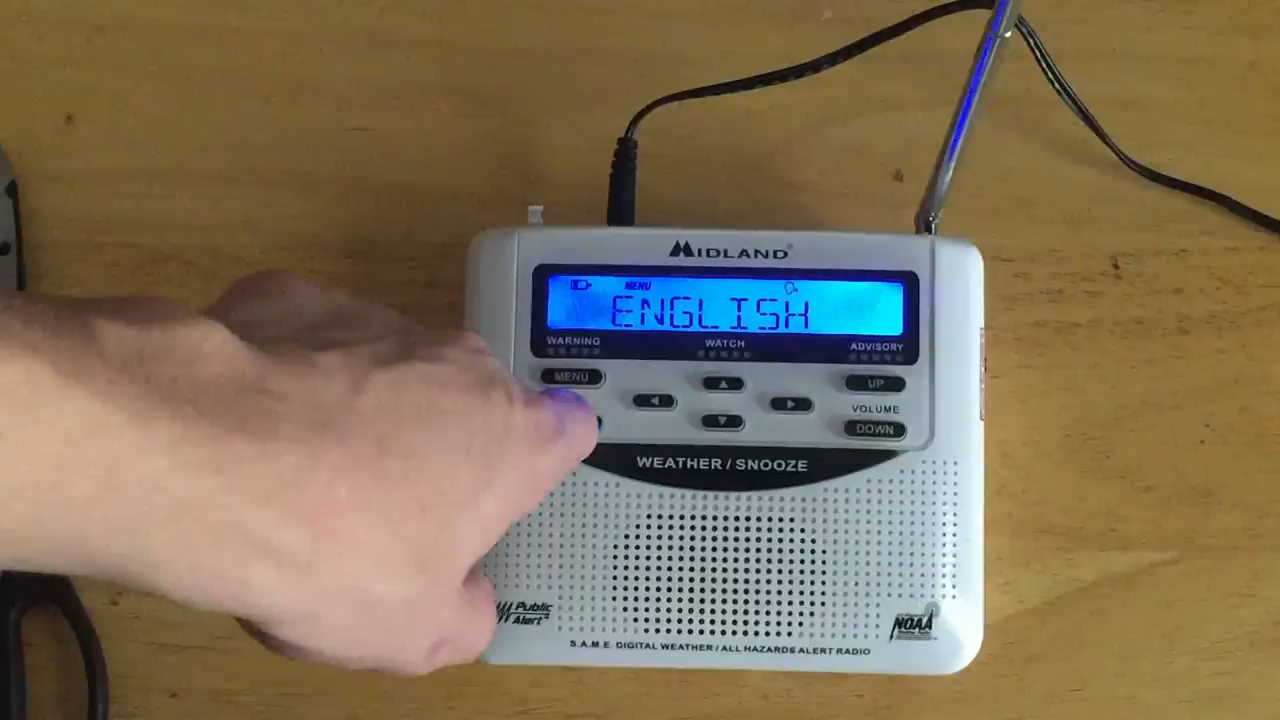 MIDLAND
MENU
ENGLISH
WARNING
WATCH
ADVISORY
MENU
UP
VOLUME
DOWN
WEATHER / SNOOZE
Public
Alert
NOAA
S.A.M.E. DIGITAL WEATHER / ALL HAZARDS ALERT RADIO